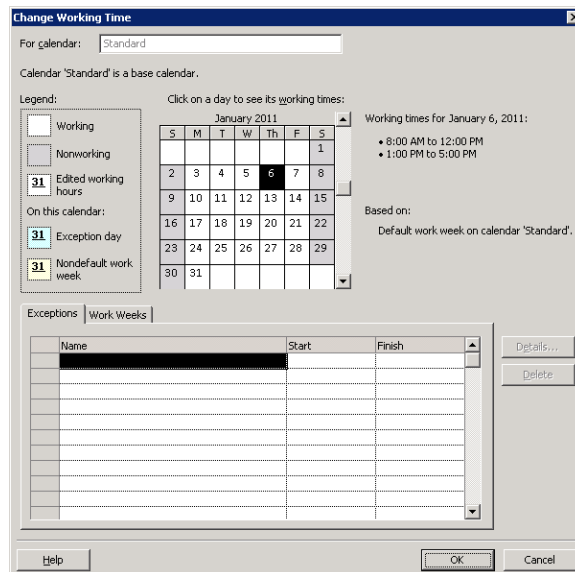 Change Working Time
For calendar: Standard
Calendar 'Standard' is a base calendar.
Legend:
Working
Nonworking
31 Edited working
hours
On this calendar:
31 Exception day
31 Nondefault work
week
Click on a day to see its working times:
January 2011
S M T W Th F S
1
2 3 4 5 6 7 8
9 10 11 12 13 14 15
16 17 18 19 20 21 22
23 24 25 26 27 28 29
30 31
Working times for January 6, 2011:
• 8:00 AM to 12:00 PM
• 1:00 PM to 5:00 PM
Based on:
Default work week on calendar 'Standard'.
Exceptions Work Weeks
Name Start Finish
Details...
Delete
Help OK Cancel